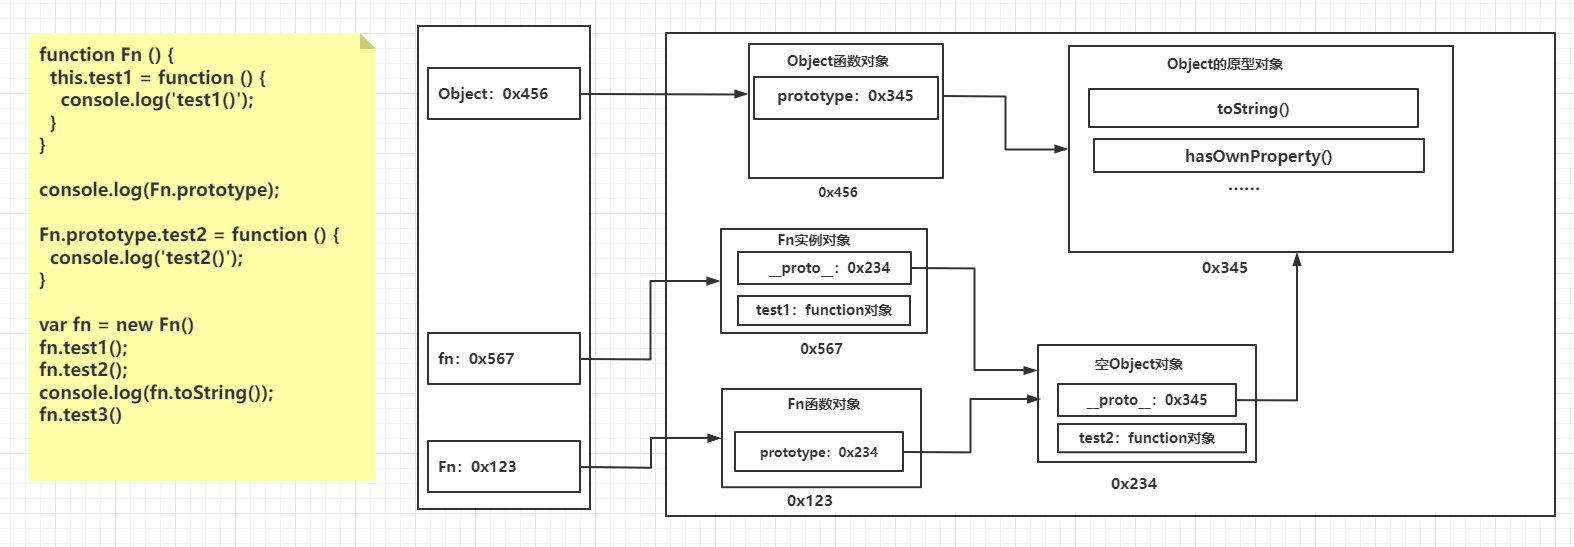 function Fn () {
this.test1 = function () {
console.log('test1()');
}
}
console.log(Fn.prototype);
Fn.prototype.test2 = function () {
console.log('test2()');
}
var fn = new Fn()
fn.test1();
fn.test2();
console.log(fn.toString());
fn.test3()
Object：0x456
fn：0x567
Fn：0x123
Object函数对象
prototype：0x345
0x456
Object的原型对象
toString()
hasOwnProperty()
……
0x345
Fn实例对象
__proto__：0x234
test1：function对象
0x567
Fn函数对象
prototype：0x234
0x123
空Object对象
__proto__：0x345
test2：function对象
0x234